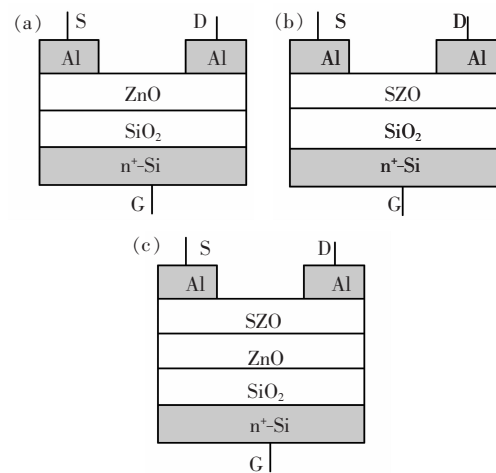 (a) S D
Al Al
ZnO
SiO₂
n⁺-Si
G
(b) S D
Al Al
SZO
SiO₂
n⁺-Si
G
(c) S D
Al Al
SZO
ZnO
SiO₂
n⁺-Si
G